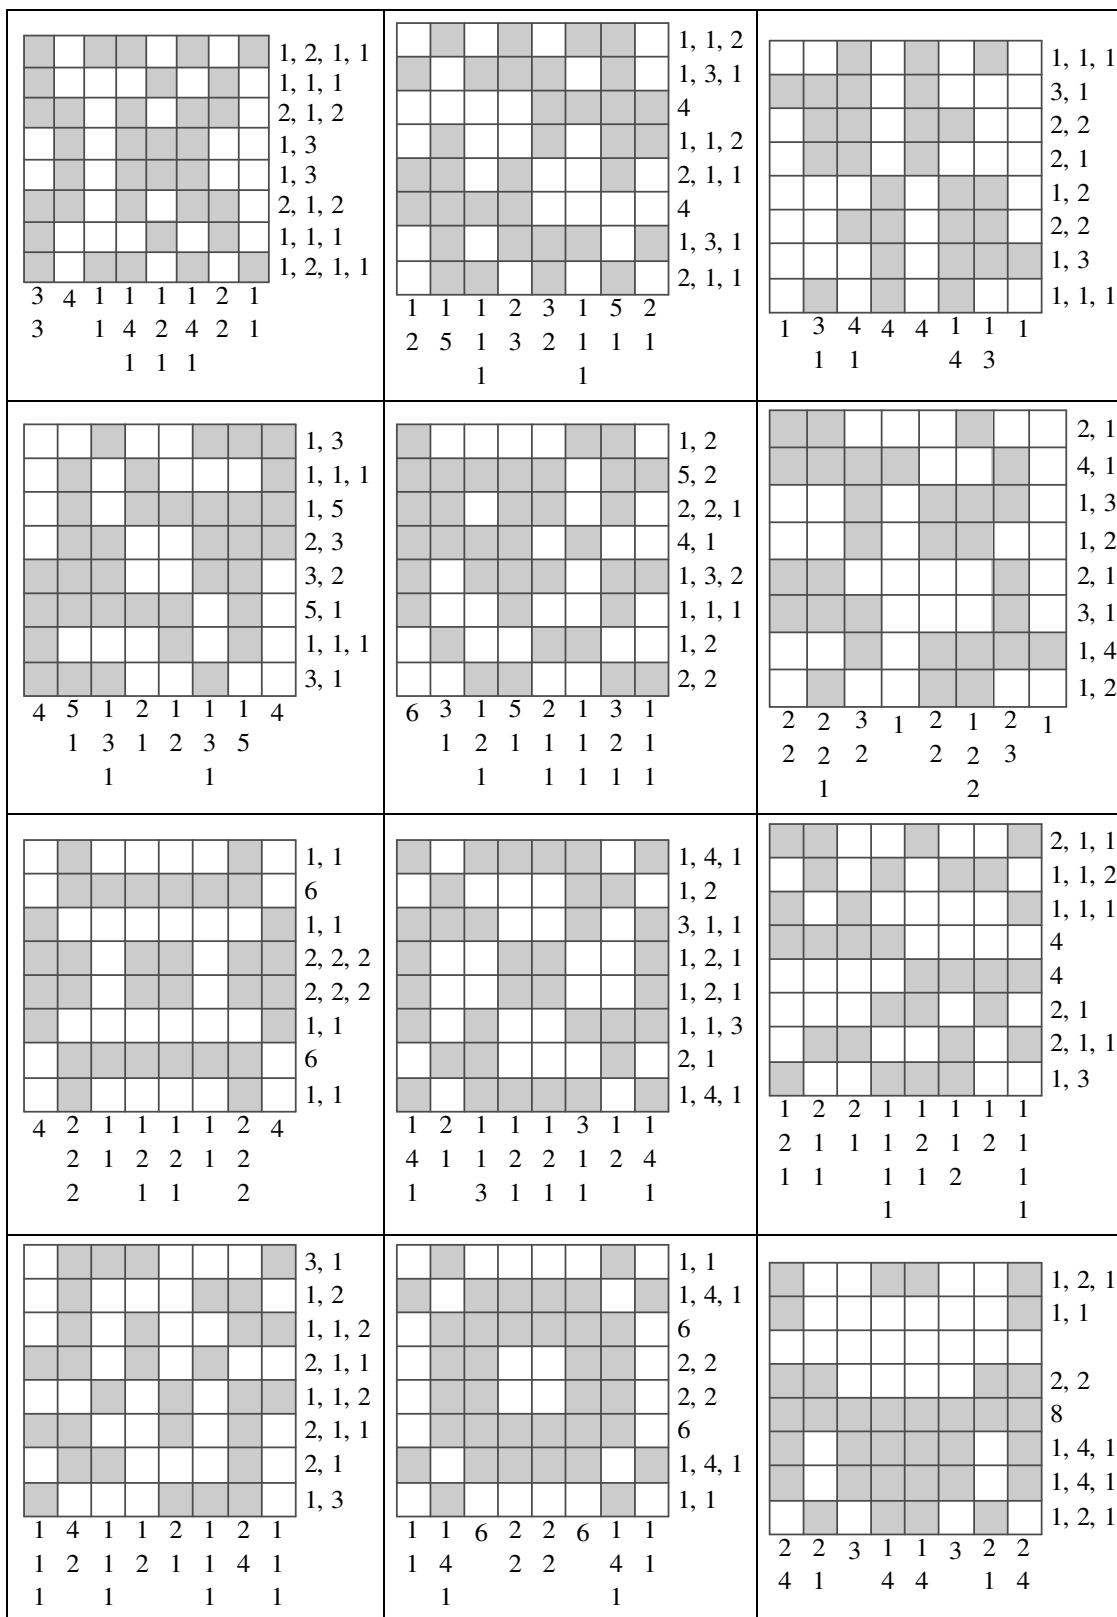 1, 2, 1, 1
1, 1, 1
2, 1, 2
1, 3
1, 3
2, 1, 2
1, 1, 1
1, 2, 1, 1
3 4 1 1 1 1 2 1
3 1 4 2 4 2 1
1 1 1
1, 1, 2
1, 3, 1
4
1, 1, 2
2, 1, 1
4
1, 3, 1
2, 1, 1
1 1 1 2 3 1 5 2
2 5 1 3 2 1 1 1
1 1
1, 1, 1
3, 1
2, 2
2, 1
1, 2
2, 2
1, 3
1, 1, 1
1 3 4 4 4 1 1 1
1 1 4 3
1, 3
1, 1, 1
1, 5
2, 3
3, 2
5, 1
1, 1, 1
3, 1
4 5 1 2 1 1 1 4
1 3 1 2 3 5
1 1
1, 2
5, 2
2, 2, 1
4, 1
1, 3, 2
1, 1, 1
1, 2
2, 2
6 3 1 5 2 1 3 1
1 2 1 1 1 2 1
1 1 1 1 1
2, 1
4, 1
1, 3
1, 2
2, 1
3, 1
1, 4
1, 2
2 2 3 1 2 1 2 1
2 2 2 2 2 3
1 2
1, 1
6
1, 1
2, 2, 2
2, 2, 2
1, 1
6
1, 1
4 2 1 1 1 1 2 4
2 1 2 2 1 2
2 1 1 2
1, 4, 1
1, 2
3, 1, 1
1, 2, 1
1, 2, 1
1, 1, 3
2, 1
1, 4, 1
1 2 1 1 1 3 1 1
4 1 1 2 2 1 2 4
1 3 1 1 1 1
2, 1, 1
1, 1, 2
1, 1, 1
4
4
2, 1
2, 1, 1
1, 3
1 2 2 1 1 1 1 1
2 1 1 1 2 1 2 1
1 1 1 1 2 1
1 1
3, 1
1, 2
1, 1, 2
2, 1, 1
1, 1, 2
2, 1, 1
2, 1
1, 3
1 4 1 1 2 1 2 1
1 2 1 2 1 1 4 1
1 1 1 1
1, 1
1, 4, 1
6
2, 2
2, 2
6
1, 4, 1
1, 1
1 1 6 2 2 6 1 1
1 4 2 2 4 1
1 1
1, 2, 1
1, 1
2, 2
8
1, 4, 1
1, 4, 1
1, 2, 1
2 2 3 1 1 3 2 2
4 1 4 4 1 4